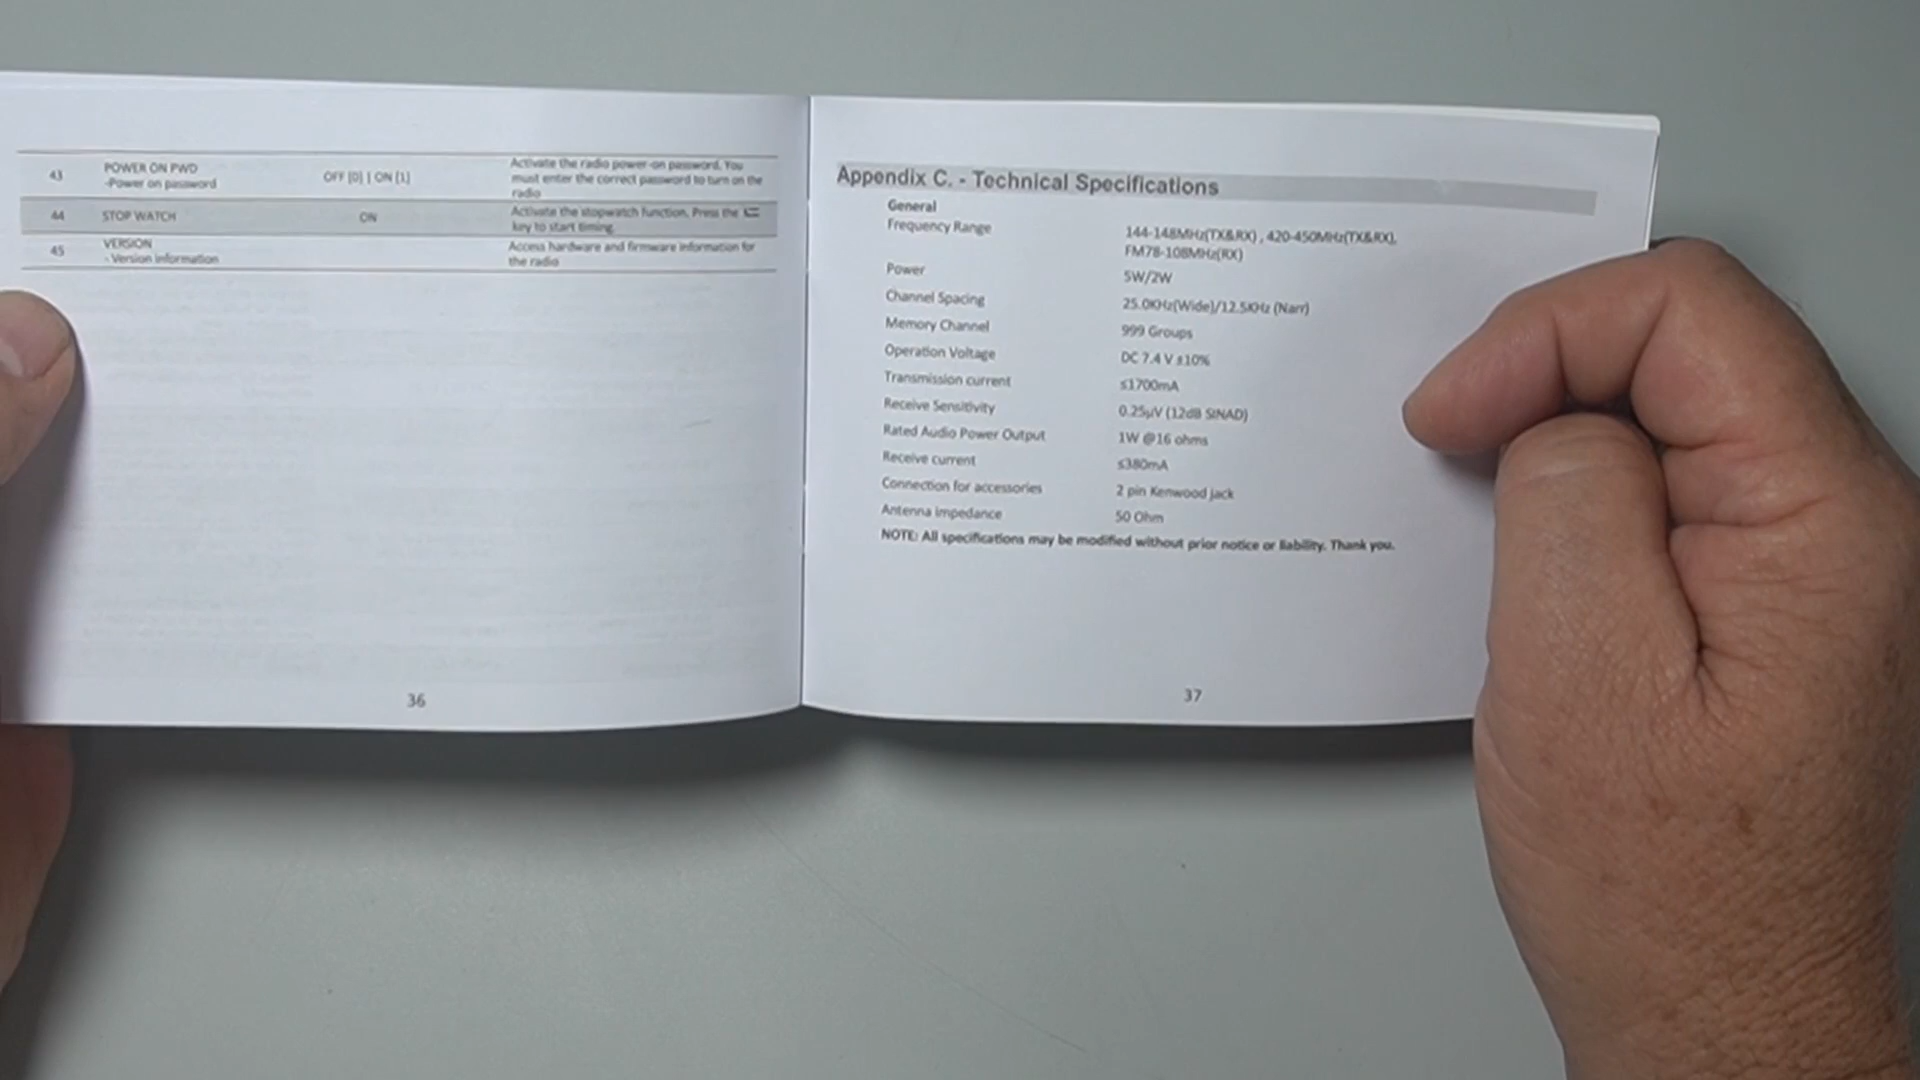 43 POWER ON PWD OFF [0] | ON [1] Activate the radio power-on password. You
-Power on password must enter the correct password to turn on the
radio
44 STOP WATCH ON Activate the stopwatch function. Press the
key to start timing.
45 VERSION Access hardware and firmware information for
- Version information the radio
36
Appendix C. - Technical Specifications
General
Frequency Range 144-148MHz(TX&RX) , 420-450MHz(TX&RX),
FM78-108MHz(RX)
Power 5W/2W
Channel Spacing 25.0KHz(Wide)/12.5KHz (Narr)
Memory Channel 999 Groups
Operation Voltage DC 7.4 V ±10%
Transmission current ≤1700mA
Receive Sensitivity 0.25μV (12dB SINAD)
Rated Audio Power Output 1W @16 ohms
Receive current ≤380mA
Connection for accessories 2 pin Kenwood jack
Antenna impedance 50 Ohm
NOTE: All specifications may be modified without prior notice or liability. Thank you.
37